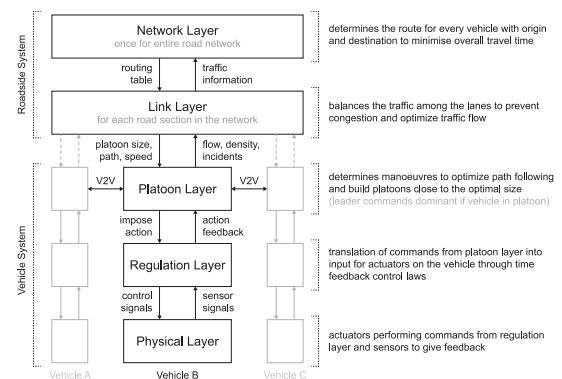 Roadside System
Network Layer
once for entire road network
determines the route for every vehicle with origin
and destination to minimise overall travel time
routing
table
traffic
information
Link Layer
for each road section in the network
balances the traffic among the lanes to prevent
congestion and optimize traffic flow
platoon size,
path, speed
flow, density,
incidents
Vehicle System
V2V
Platoon Layer
V2V
determines manoeuvres to optimize path following
and build platoons close to the optimal size
(leader commands dominant if vehicle in platoon)
impose
action
action
feedback
Regulation Layer
translation of commands from platoon layer into
input for actuators on the vehicle through time
feedback control laws
control
signals
sensor
signals
Physical Layer
actuators performing commands from regulation
layer and sensors to give feedback
Vehicle A
Vehicle B
Vehicle C